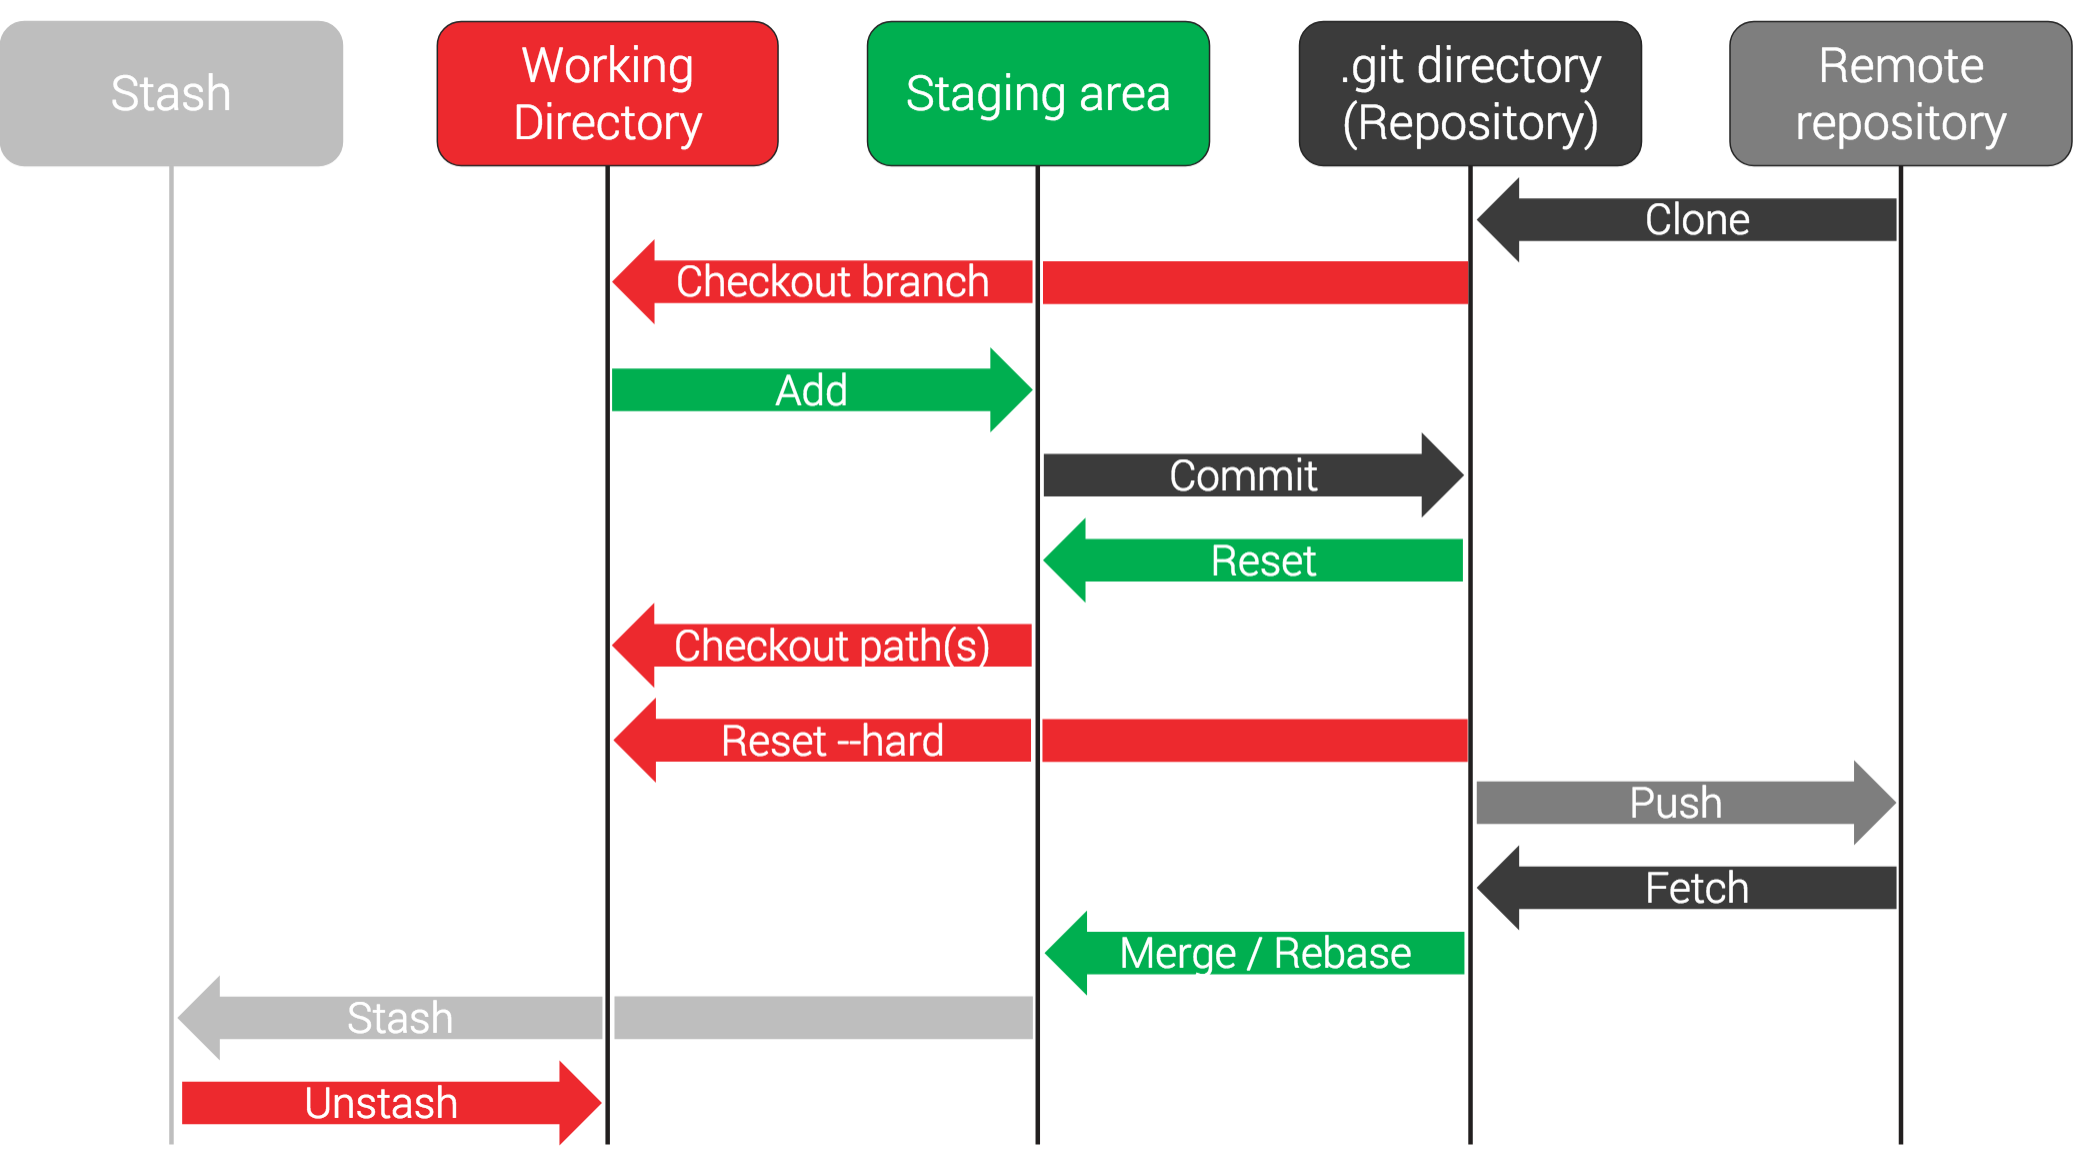 Stash
Working
Directory
Staging area
.git directory
(Repository)
Remote
repository
Clone
Checkout branch
Add
Commit
Reset
Checkout path(s)
Reset --hard
Push
Fetch
Merge / Rebase
Stash
Unstash